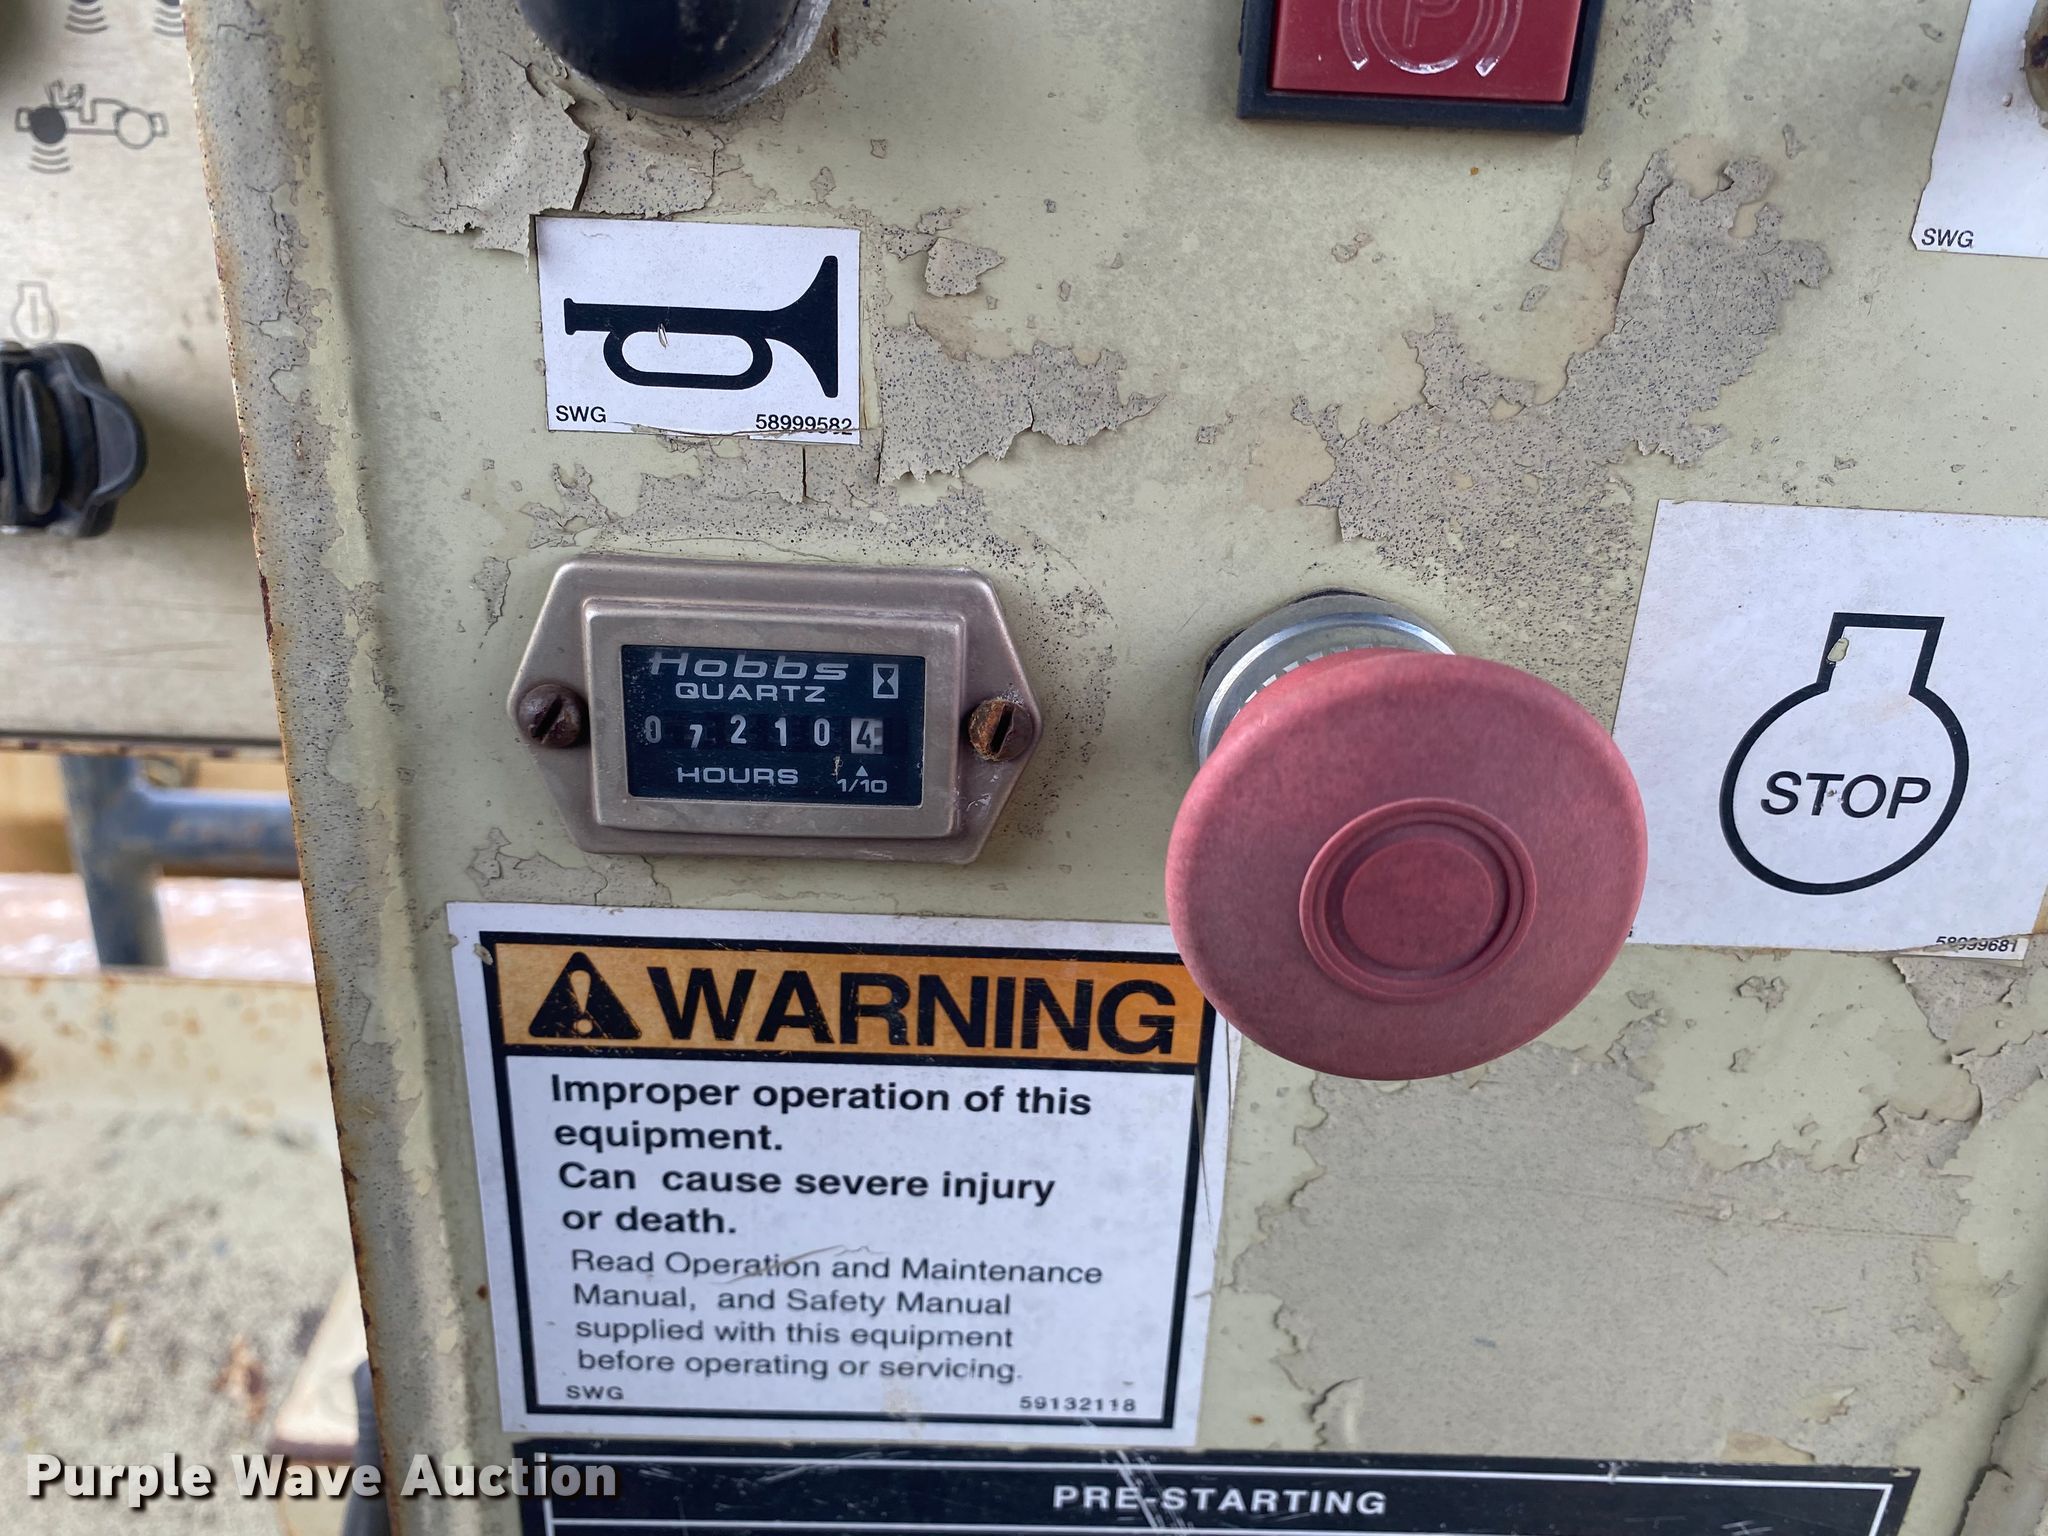 P
SWG
SWG
58999582
Hobbs
QUARTZ
0 7 2 1 0 4
HOURS
1/10
STOP
58999681
WARNING
Improper operation of this
equipment.
Can cause severe injury
or death.
Read Operation and Maintenance
Manual, and Safety Manual
supplied with this equipment
before operating or servicing.
SWG
59132118
PRE-STARTING
Purple Wave Auction